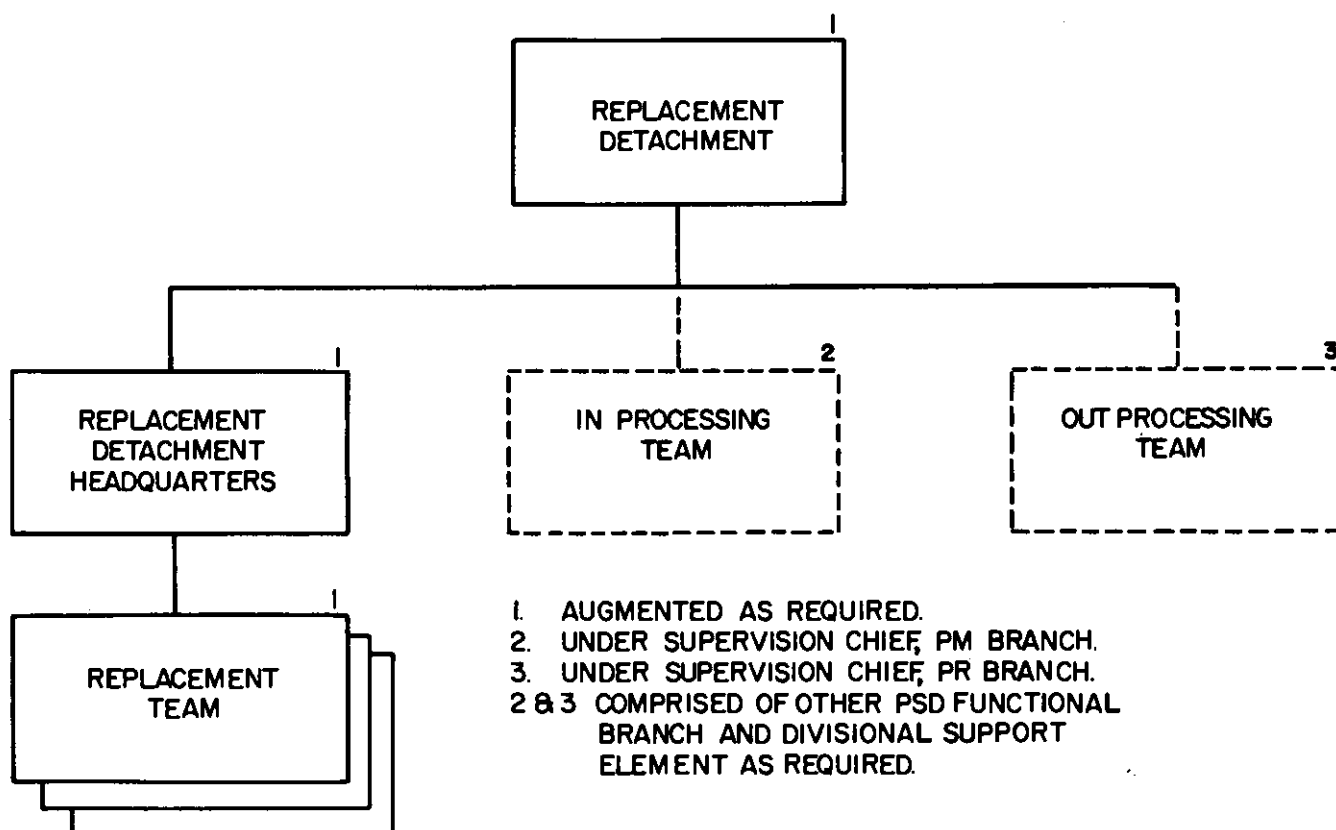 1
REPLACEMENT
DETACHMENT
1
REPLACEMENT
DETACHMENT
HEADQUARTERS
2
IN PROCESSING
TEAM
3
OUT PROCESSING
TEAM
1
REPLACEMENT
TEAM
1. AUGMENTED AS REQUIRED.
2. UNDER SUPERVISION CHIEF, PM BRANCH.
3. UNDER SUPERVISION CHIEF, PR BRANCH.
2 & 3 COMPRISED OF OTHER PSD FUNCTIONAL
BRANCH AND DIVISIONAL SUPPORT
ELEMENT AS REQUIRED.